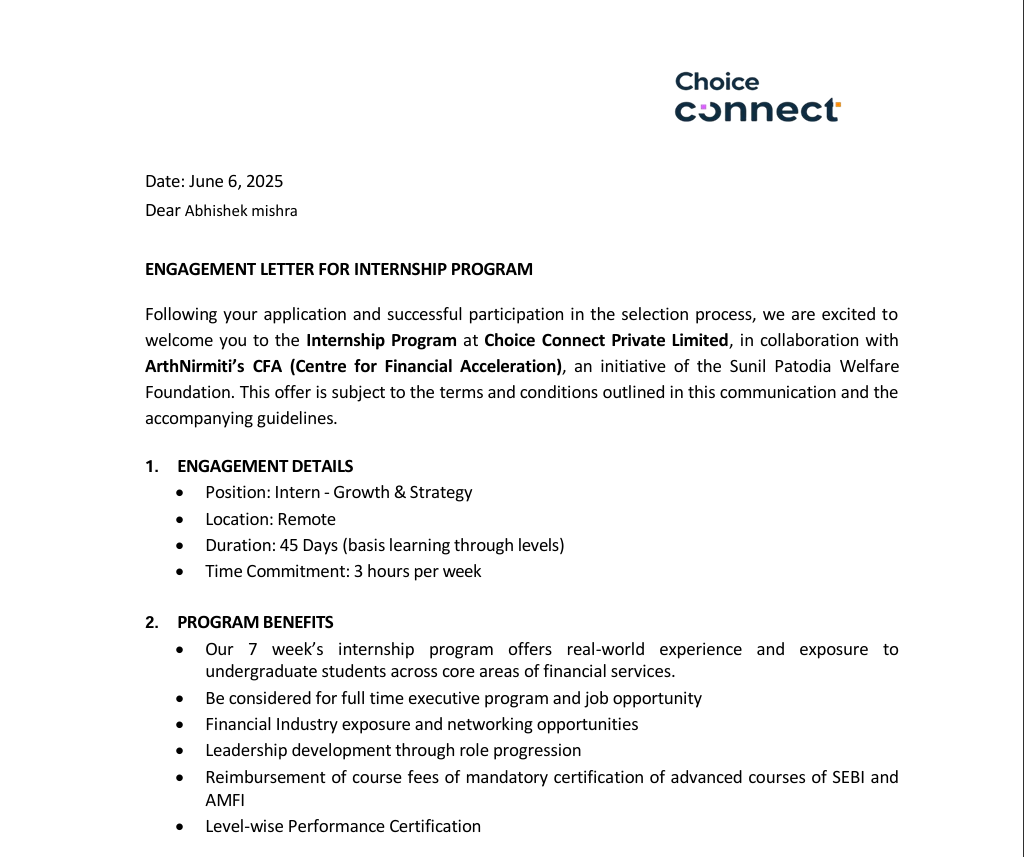 Choice
connect
Date: June 6, 2025
Dear Abhishek mishra
ENGAGEMENT LETTER FOR INTERNSHIP PROGRAM
Following your application and successful participation in the selection process, we are excited to
welcome you to the Internship Program at Choice Connect Private Limited, in collaboration with
ArthNirmiti’s CFA (Centre for Financial Acceleration), an initiative of the Sunil Patodia Welfare
Foundation. This offer is subject to the terms and conditions outlined in this communication and the
accompanying guidelines.
1. ENGAGEMENT DETAILS
• Position: Intern - Growth & Strategy
• Location: Remote
• Duration: 45 Days (basis learning through levels)
• Time Commitment: 3 hours per week
2. PROGRAM BENEFITS
• Our 7 week’s internship program offers real-world experience and exposure to
undergraduate students across core areas of financial services.
• Be considered for full time executive program and job opportunity
• Financial Industry exposure and networking opportunities
• Leadership development through role progression
• Reimbursement of course fees of mandatory certification of advanced courses of SEBI and
AMFI
• Level-wise Performance Certification